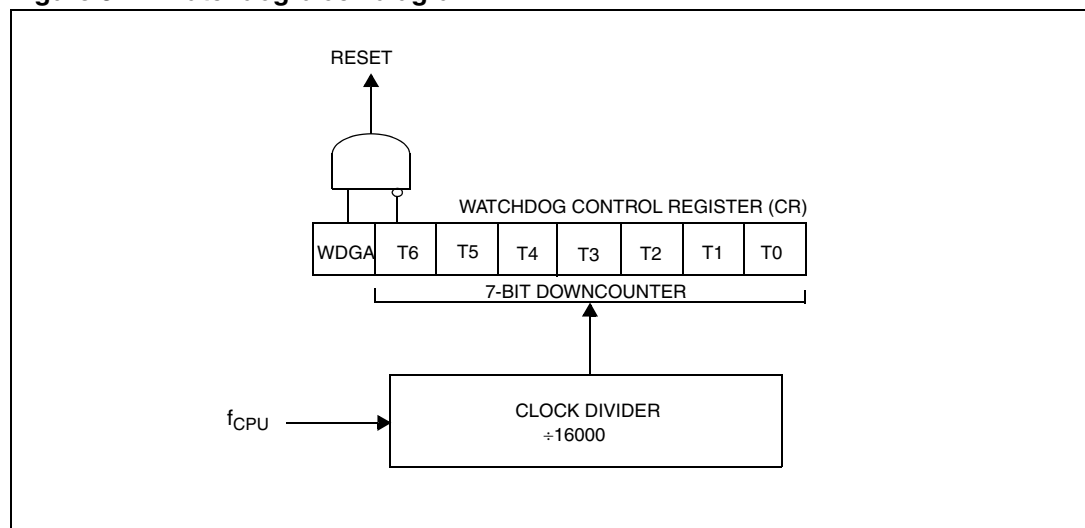 RESET
WATCHDOG CONTROL REGISTER (CR)
WDGA T6 T5 T4 T3 T2 T1 T0
7-BIT DOWNCOUNTER
fCPU
CLOCK DIVIDER
÷16000